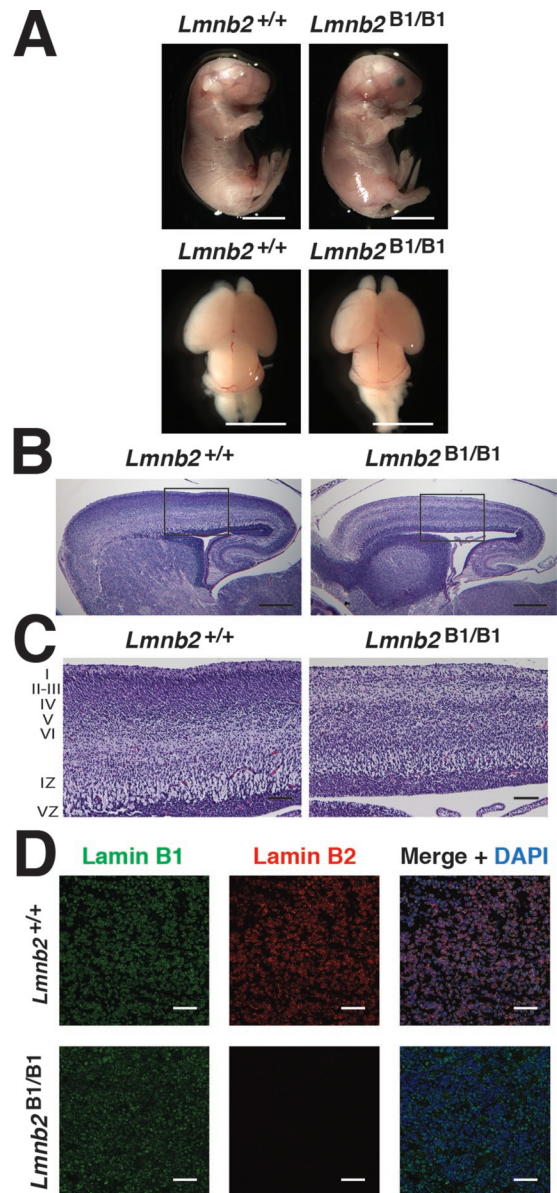 A
Lmnb2+/+ Lmnb2B1/B1
Lmnb2+/+ Lmnb2B1/B1
B
Lmnb2+/+ Lmnb2B1/B1
C
Lmnb2+/+ Lmnb2B1/B1
I
II-III
IV
V
VI
IZ
VZ
D
Lamin B1 Lamin B2 Merge + DAPI
Lmnb2+/+
Lmnb2B1/B1